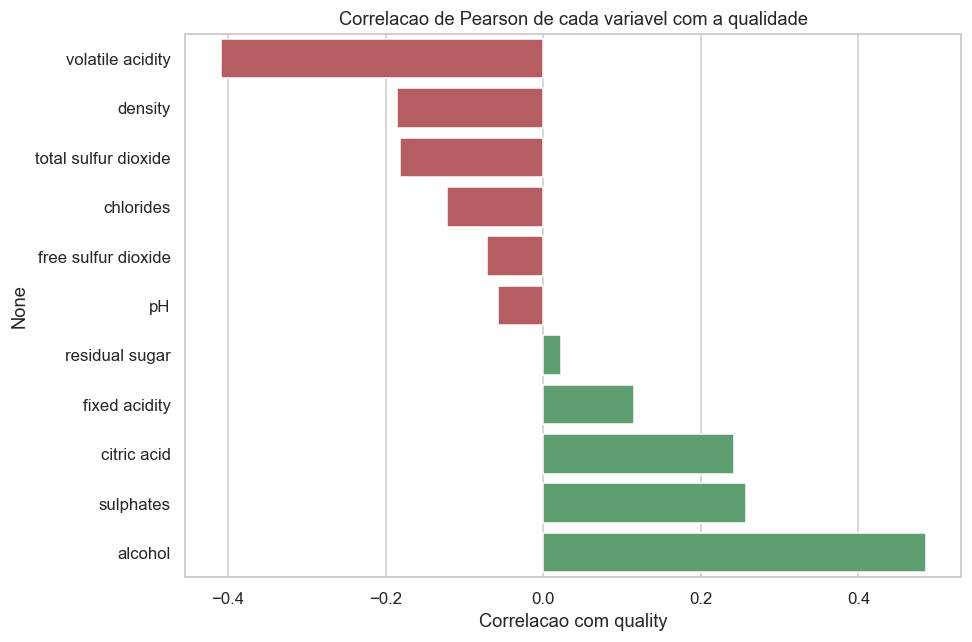 Correlacao de Pearson de cada variavel com a qualidade
None
volatile acidity
density
total sulfur dioxide
chlorides
free sulfur dioxide
pH
residual sugar
fixed acidity
citric acid
sulphates
alcohol
−0.4 −0.2 0.0 0.2 0.4
Correlacao com quality